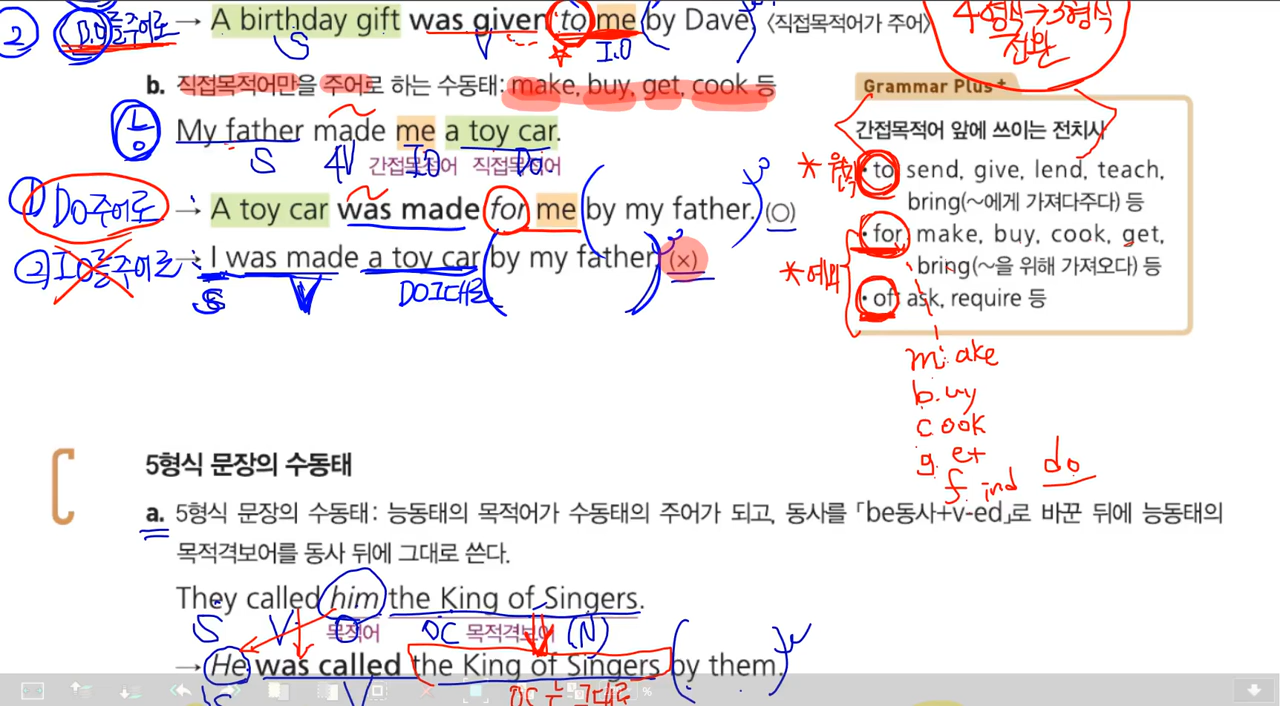 ② D.O를주어로 → A birthday gift was given to me by Dave. <직접목적어가 주어>
4형식→3형식
전환
S V I.O
b. 직접목적어만을 주어로 하는 수동태: make, buy, get, cook 등
능 My father made me a toy car.
S 4V 간접목적어 IO 직접목적어 DO
① DO주어로 → A toy car was made for me by my father. (○)
② IO를주어로 → I was made a toy car by my father. (×)
S V DO그대로
Grammar Plus+
간접목적어 앞에 쓰이는 전치사
• to: send, give, lend, teach,
bring(~에게 가져다주다) 등
• for: make, buy, cook, get,
bring(~을 위해 가져오다) 등
*예외
• of: ask, require 등
make
buy
cook
get
find do
C 5형식 문장의 수동태
a. 5형식 문장의 수동태: 능동태의 목적어가 수동태의 주어가 되고, 동사를 「be동사+v-ed」로 바꾼 뒤에 능동태의
목적격보어를 동사 뒤에 그대로 쓴다.
They called him the King of Singers.
S V O 목적어 OC 목적격보어 (N)
→ He was called the King of Singers by them.
S V OC는 그대로
%